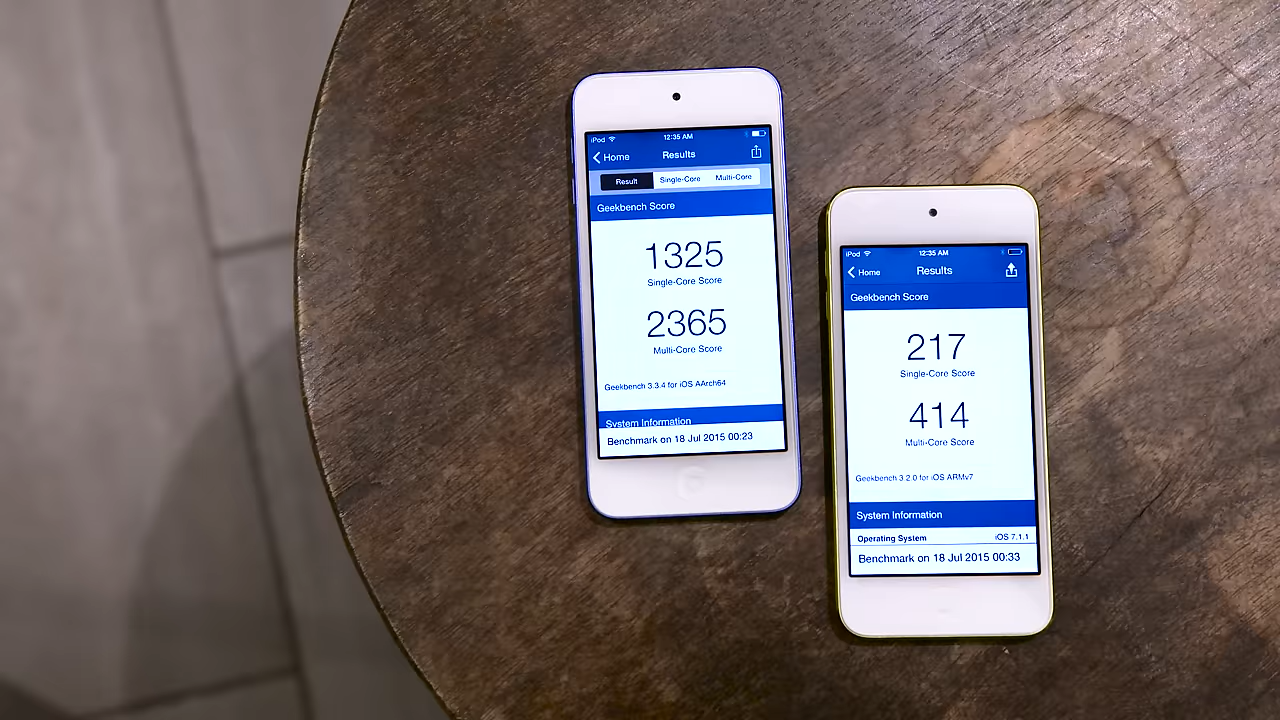 iPod 12:35 AM
Home Results
Result Single-Core Multi-Core
Geekbench Score
1325
Single-Core Score
2365
Multi-Core Score
Geekbench 3.3.4 for iOS AArch64
System Information
Benchmark on 18 Jul 2015 00:23
iPod 12:35 AM
Home Results
Geekbench Score
217
Single-Core Score
414
Multi-Core Score
Geekbench 3.2.0 for iOS ARMv7
System Information
Operating System iOS 7.1.1
Benchmark on 18 Jul 2015 00:33